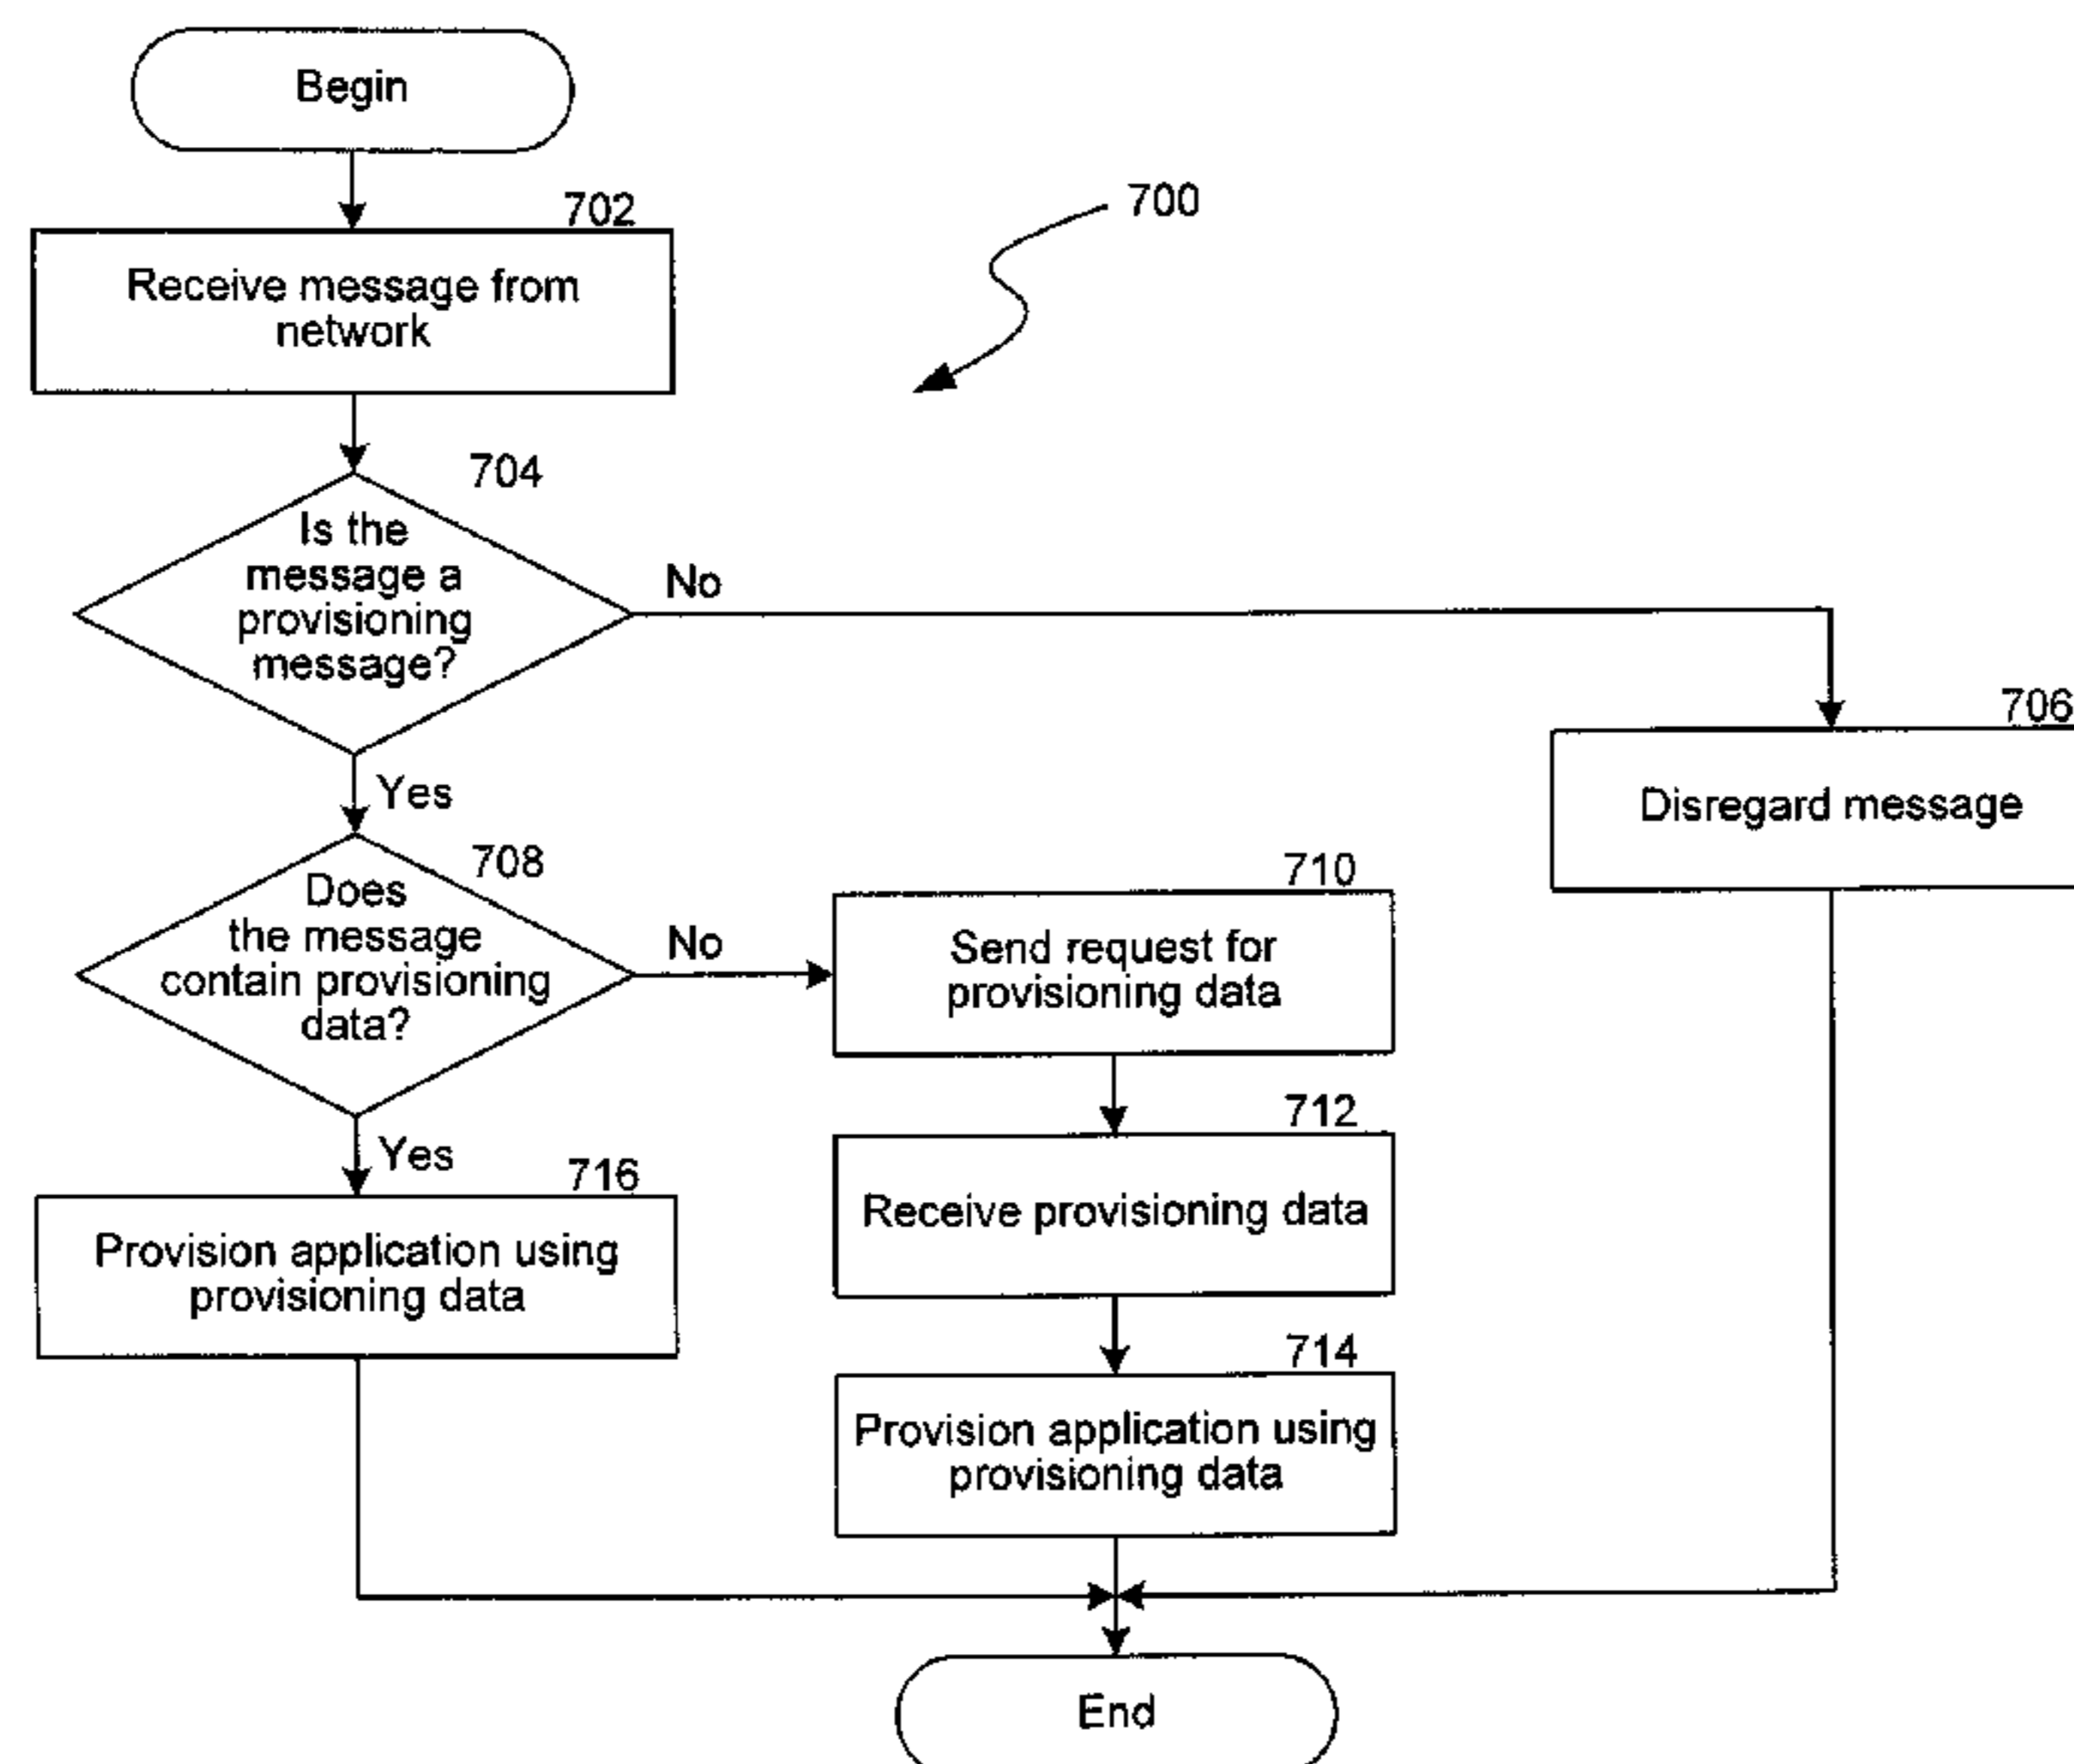 Begin
700
702
Receive message from
network
704
Is the
message a
provisioning
message?
No
Yes
706
Disregard message
708
Does
the message
contain provisioning
data?
No
Yes
710
Send request for
provisioning data
712
Receive provisioning data
714
Provision application using
provisioning data
716
Provision application using
provisioning data
End